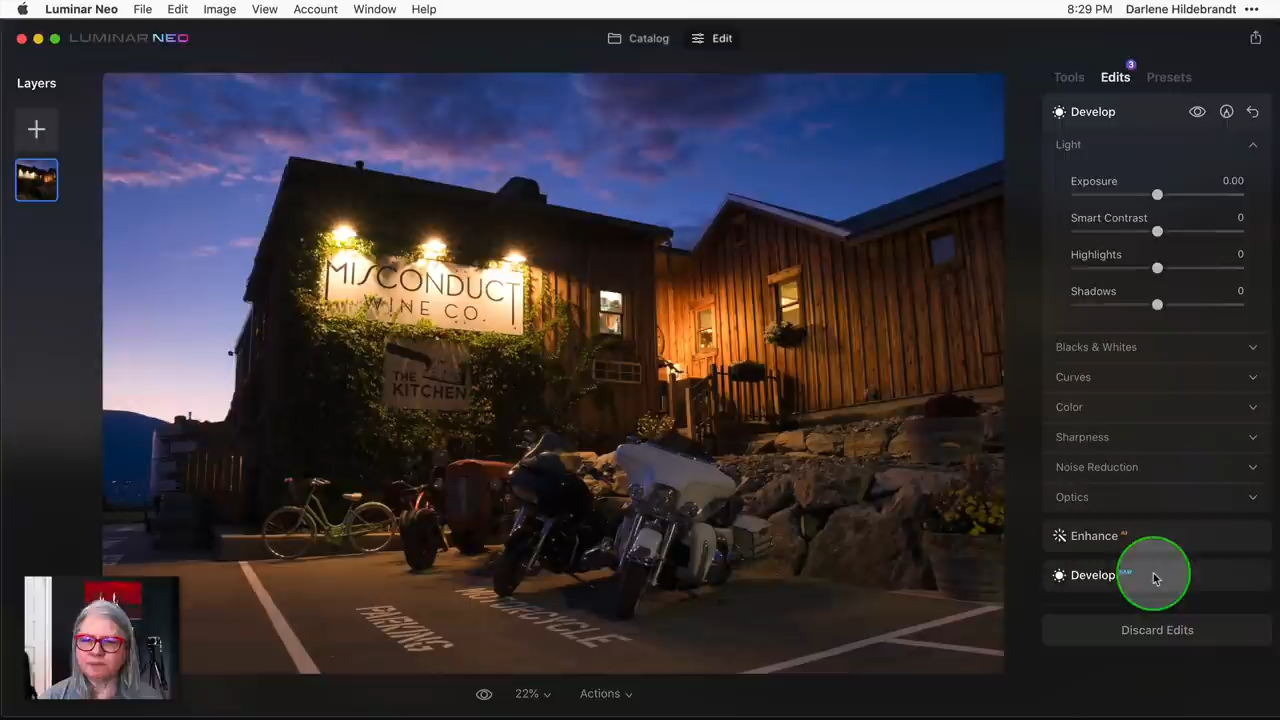 Luminar Neo File Edit Image View Account Window Help 8:29 PM Darlene Hildebrandt
LUMINAR NEO Catalog Edit
Layers
Tools Edits 3 Presets
Develop
Light
Exposure 0.00
Smart Contrast 0
Highlights 0
Shadows 0
Blacks & Whites
Curves
Color
Sharpness
Noise Reduction
Optics
Enhance AI
Develop RAW
Discard Edits
MISCONDUCT
WINE CO.
THE
KITCHEN
MOTORCYCLE
PARKING
22% Actions